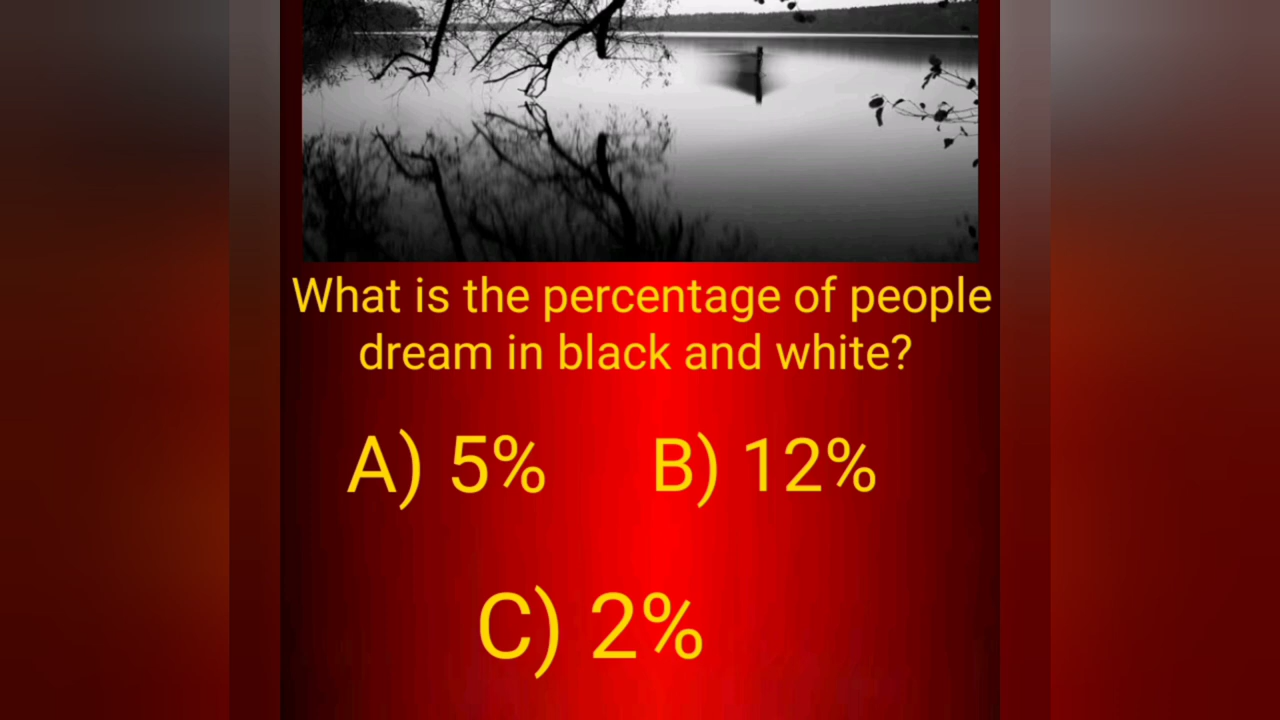 What is the percentage of people
dream in black and white?
A) 5% B) 12%
C) 2%